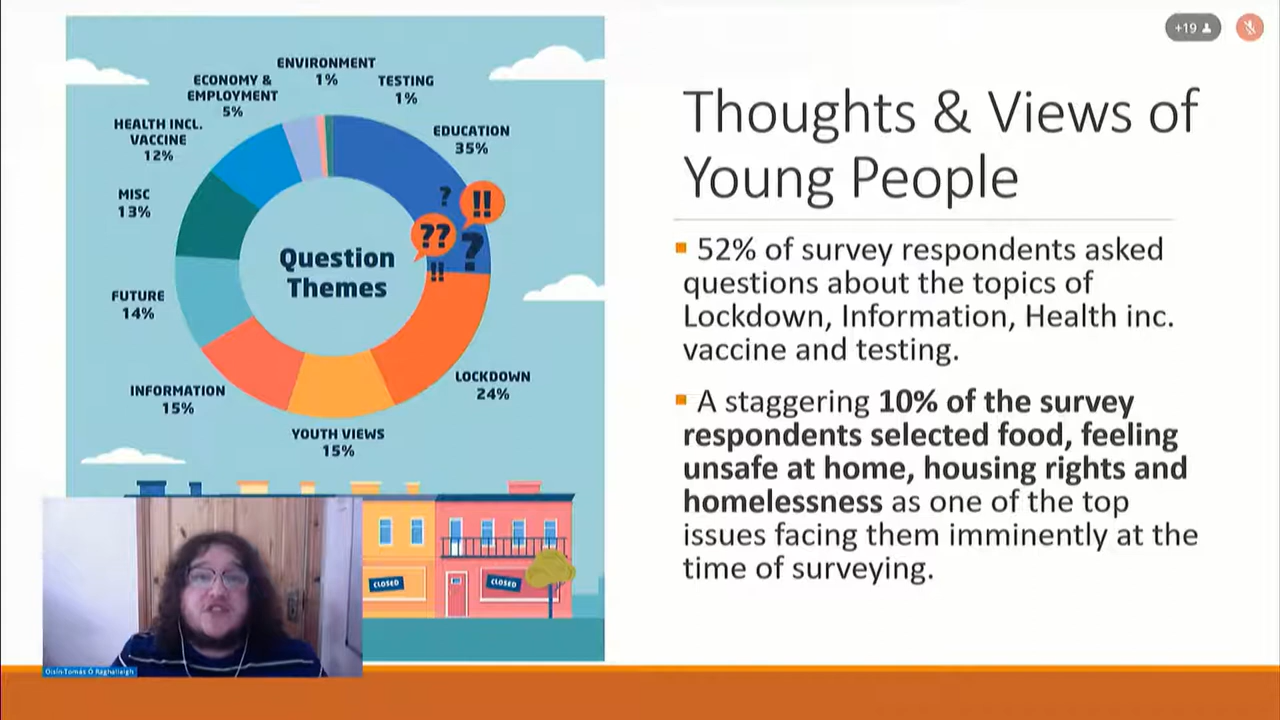 +19
ENVIRONMENT
1%
TESTING
1%
ECONOMY &
EMPLOYMENT
5%
EDUCATION
35%
HEALTH INCL.
VACCINE
12%
MISC
13%
?
!!
??
?
!!
Question
Themes
FUTURE
14%
INFORMATION
15%
LOCKDOWN
24%
YOUTH VIEWS
15%
CLOSED
CLOSED
Oisín-Tomás Ó Raghallaigh
Thoughts & Views of
Young People
52% of survey respondents asked
questions about the topics of
Lockdown, Information, Health inc.
vaccine and testing.
A staggering 10% of the survey
respondents selected food, feeling
unsafe at home, housing rights and
homelessness as one of the top
issues facing them imminently at the
time of surveying.